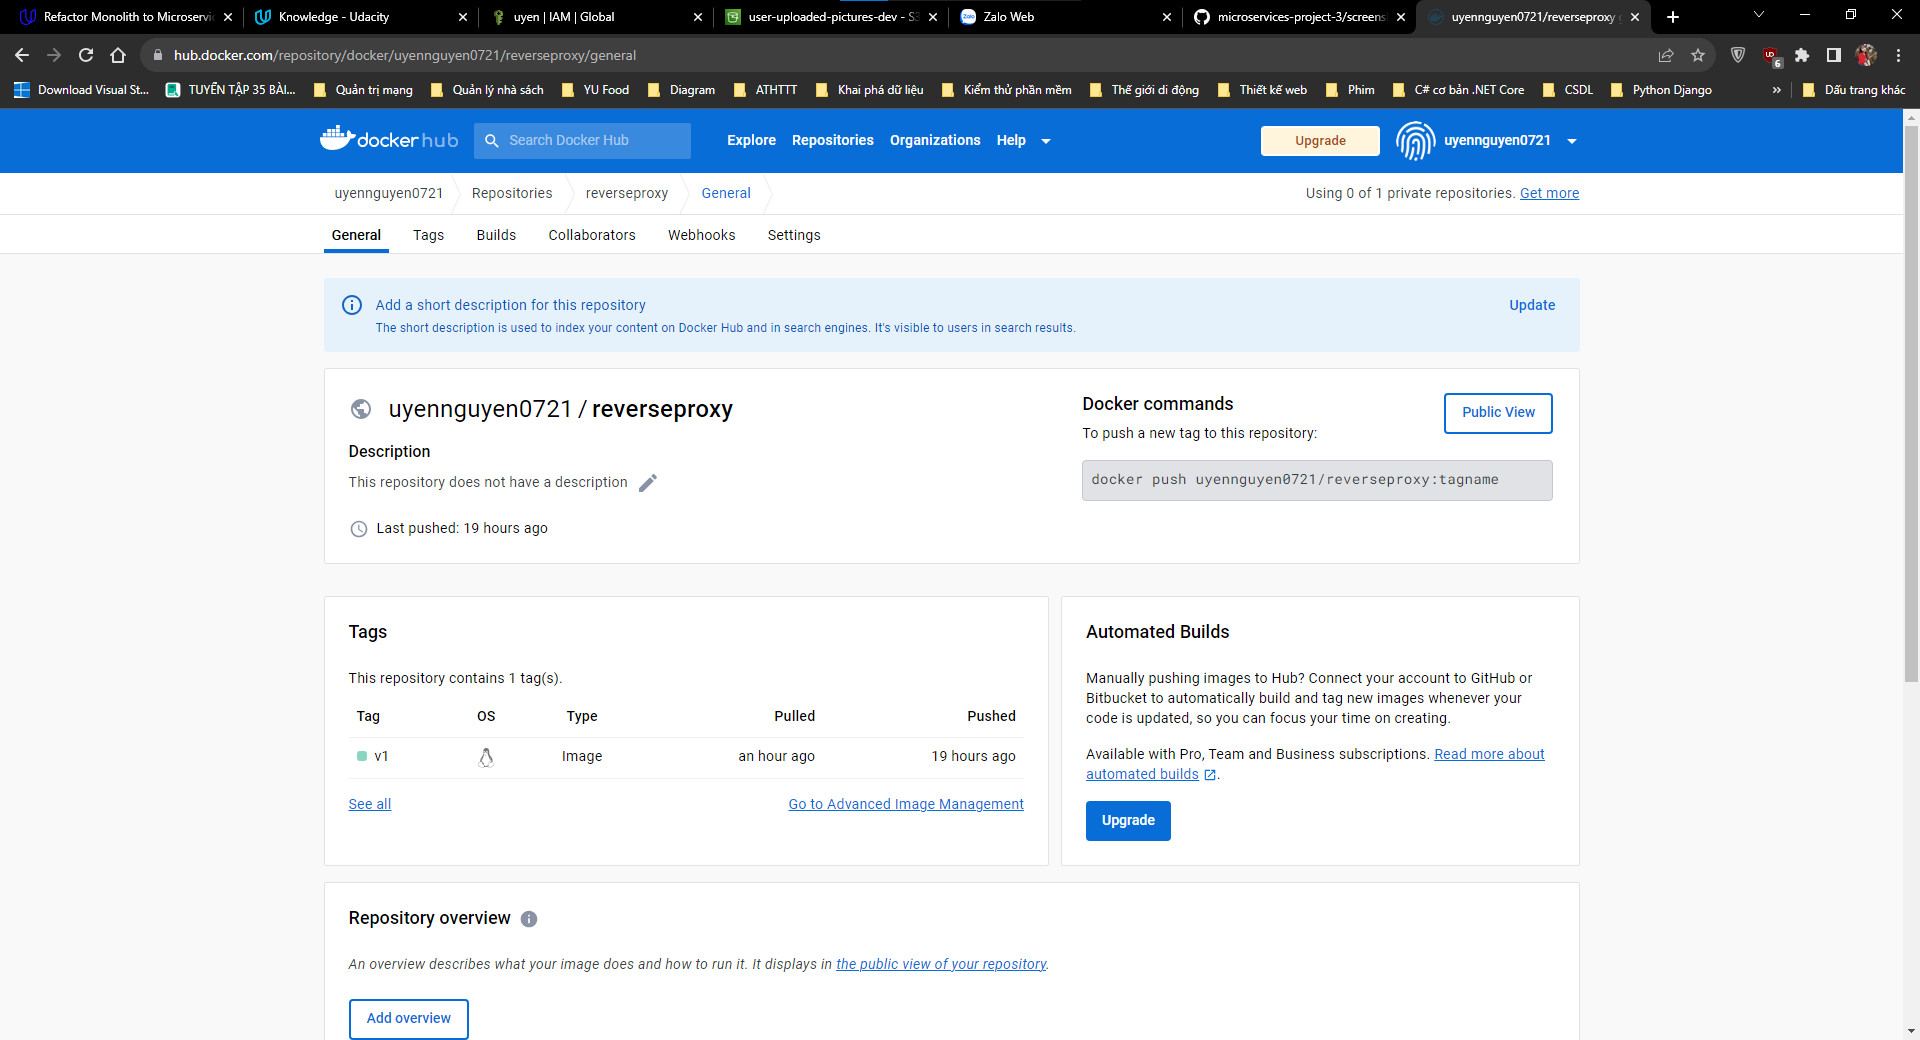 Refactor Monolith to Microservi
Knowledge - Udacity
uyen | IAM | Global
user-uploaded-pictures-dev - S3
Zalo Web
microservices-project-3/screens
uyennguyen0721/reverseproxy g
hub.docker.com/repository/docker/uyennguyen0721/reverseproxy/general
6
Download Visual St...
TUYỂN TẬP 35 BÀI...
Quản trị mạng
Quản lý nhà sách
YU Food
Diagram
ATHTTT
Khai phá dữ liệu
Kiểm thử phần mềm
Thế giới di động
Thiết kế web
Phim
C# cơ bản .NET Core
CSDL
Python Django
»
Dấu trang khác
docker hub
Search Docker Hub
Explore
Repositories
Organizations
Help
Upgrade
uyennguyen0721
uyennguyen0721
Repositories
reverseproxy
General
Using 0 of 1 private repositories. Get more
General
Tags
Builds
Collaborators
Webhooks
Settings
Add a short description for this repository
Update
The short description is used to index your content on Docker Hub and in search engines. It's visible to users in search results.
uyennguyen0721 / reverseproxy
Description
This repository does not have a description
Last pushed: 19 hours ago
Docker commands
Public View
To push a new tag to this repository:
docker push uyennguyen0721/reverseproxy:tagname
Tags
This repository contains 1 tag(s).
Tag OS Type Pulled Pushed
v1 Image an hour ago 19 hours ago
See all
Go to Advanced Image Management
Automated Builds
Manually pushing images to Hub? Connect your account to GitHub or
Bitbucket to automatically build and tag new images whenever your
code is updated, so you can focus your time on creating.
Available with Pro, Team and Business subscriptions. Read more about
automated builds .
Upgrade
Repository overview
An overview describes what your image does and how to run it. It displays in the public view of your repository.
Add overview